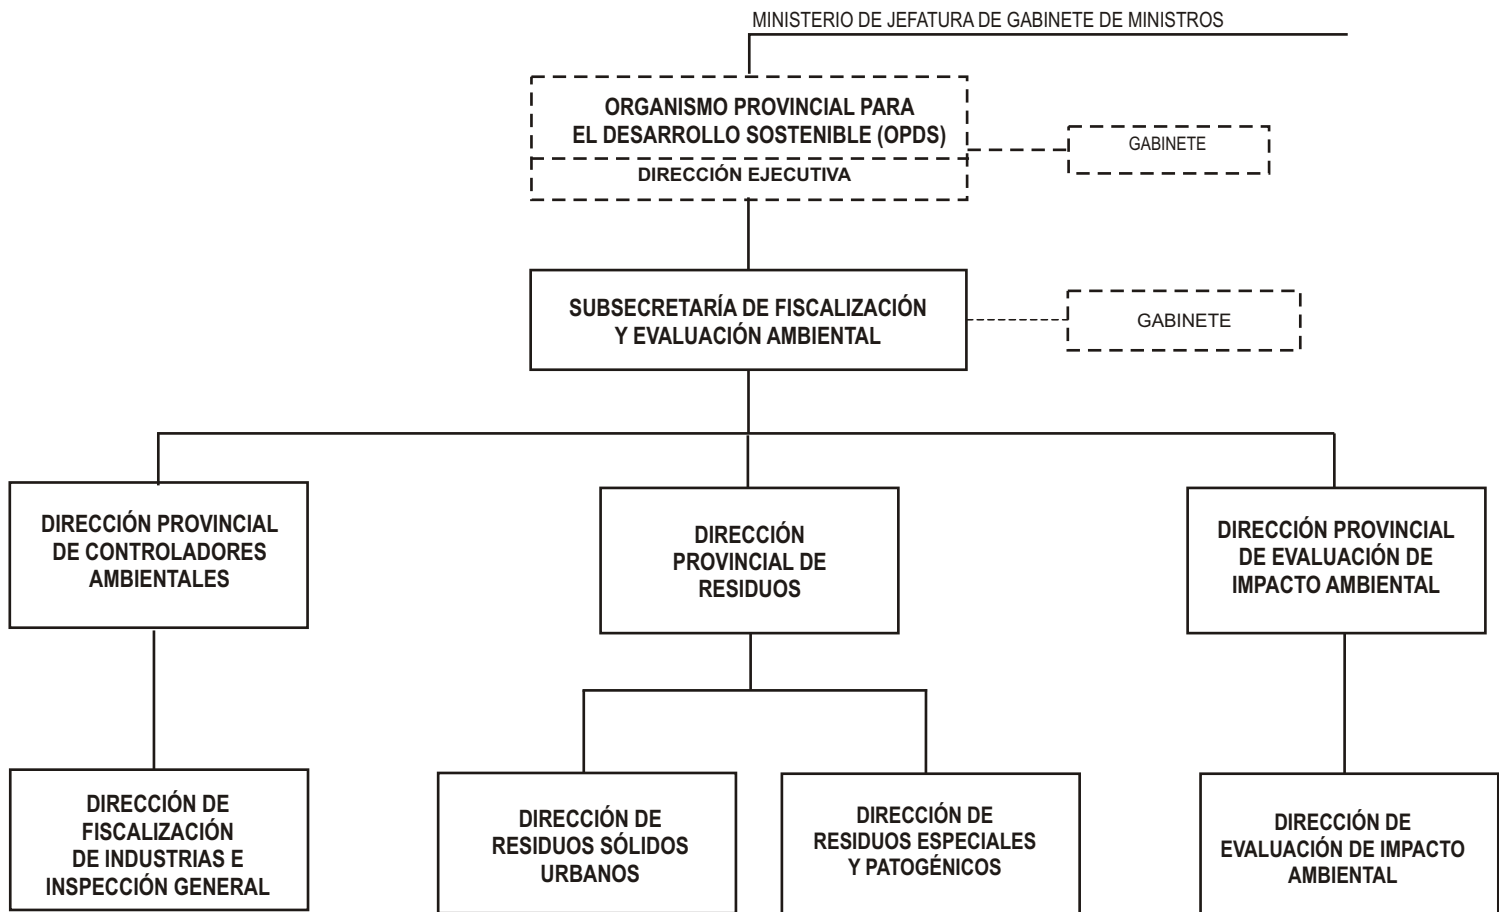 MINISTERIO DE JEFATURA DE GABINETE DE MINISTROS
ORGANISMO PROVINCIAL PARA
EL DESARROLLO SOSTENIBLE (OPDS)
DIRECCIÓN EJECUTIVA
GABINETE
SUBSECRETARÍA DE FISCALIZACIÓN
Y EVALUACIÓN AMBIENTAL
GABINETE
DIRECCIÓN PROVINCIAL
DE CONTROLADORES
AMBIENTALES
DIRECCIÓN
PROVINCIAL DE
RESIDUOS
DIRECCIÓN PROVINCIAL
DE EVALUACIÓN DE
IMPACTO AMBIENTAL
DIRECCIÓN DE
FISCALIZACIÓN
DE INDUSTRIAS E
INSPECCIÓN GENERAL
DIRECCIÓN DE
RESIDUOS SÓLIDOS
URBANOS
DIRECCIÓN DE
RESIDUOS ESPECIALES
Y PATOGÉNICOS
DIRECCIÓN DE
EVALUACIÓN DE IMPACTO
AMBIENTAL